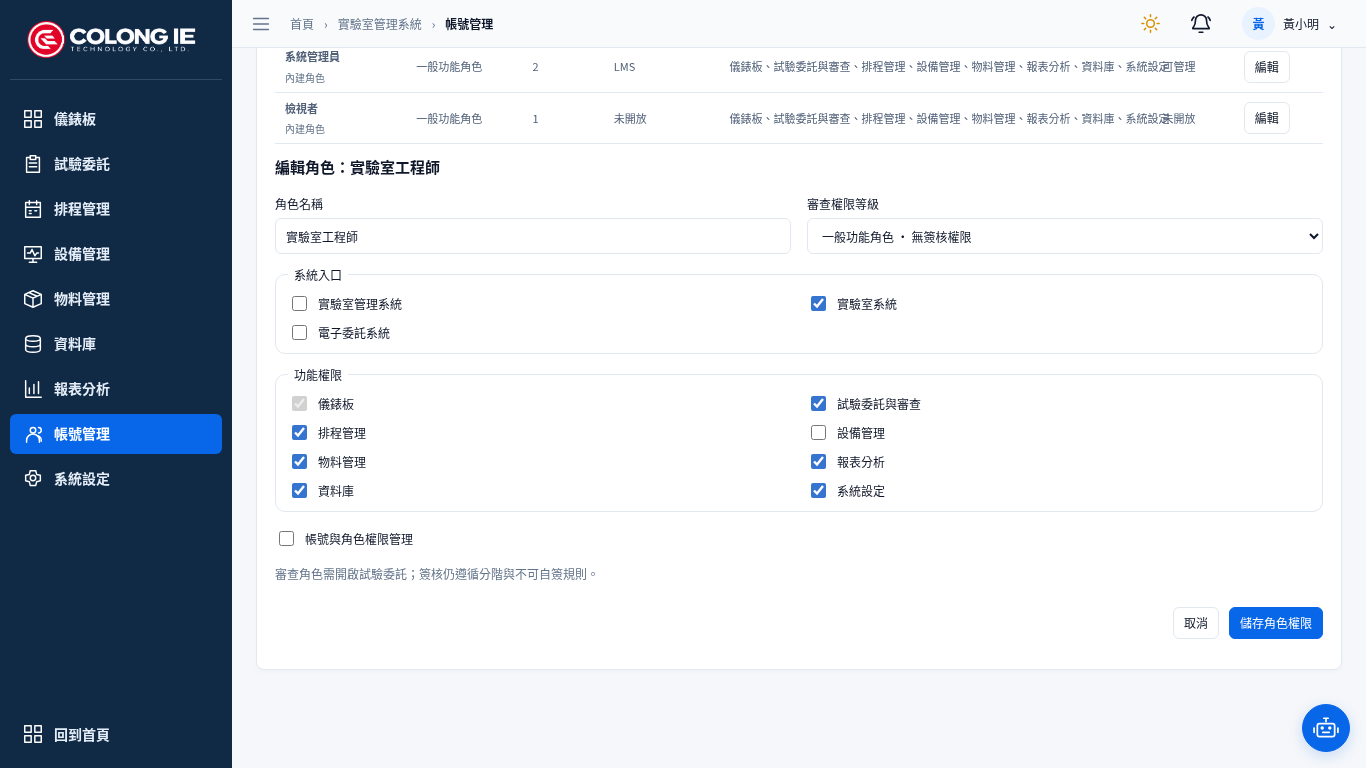 COLONG IE
TECHNOLOGY CO., LTD.
儀錶板
試驗委託
排程管理
設備管理
物料管理
資料庫
報表分析
帳號管理
系統設定
回到首頁
首頁 › 實驗室管理系統 › 帳號管理
黃 黃小明
系統管理員
內建角色
一般功能角色 2 LMS 儀錶板、試驗委託與審查、排程管理、設備管理、物料管理、報表分析、資料庫、系統設定 可管理 編輯
檢視者
內建角色
一般功能角色 1 未開放 儀錶板、試驗委託與審查、排程管理、設備管理、物料管理、報表分析、資料庫、系統設定 未開放 編輯
編輯角色：實驗室工程師
角色名稱 審查權限等級
實驗室工程師 一般功能角色 · 無簽核權限
系統入口
實驗室管理系統 實驗室系統
電子委託系統
功能權限
儀錶板 試驗委託與審查
排程管理 設備管理
物料管理 報表分析
資料庫 系統設定
帳號與角色權限管理
審查角色需開啟試驗委託；簽核仍遵循分階與不可自簽規則。
取消 儲存角色權限